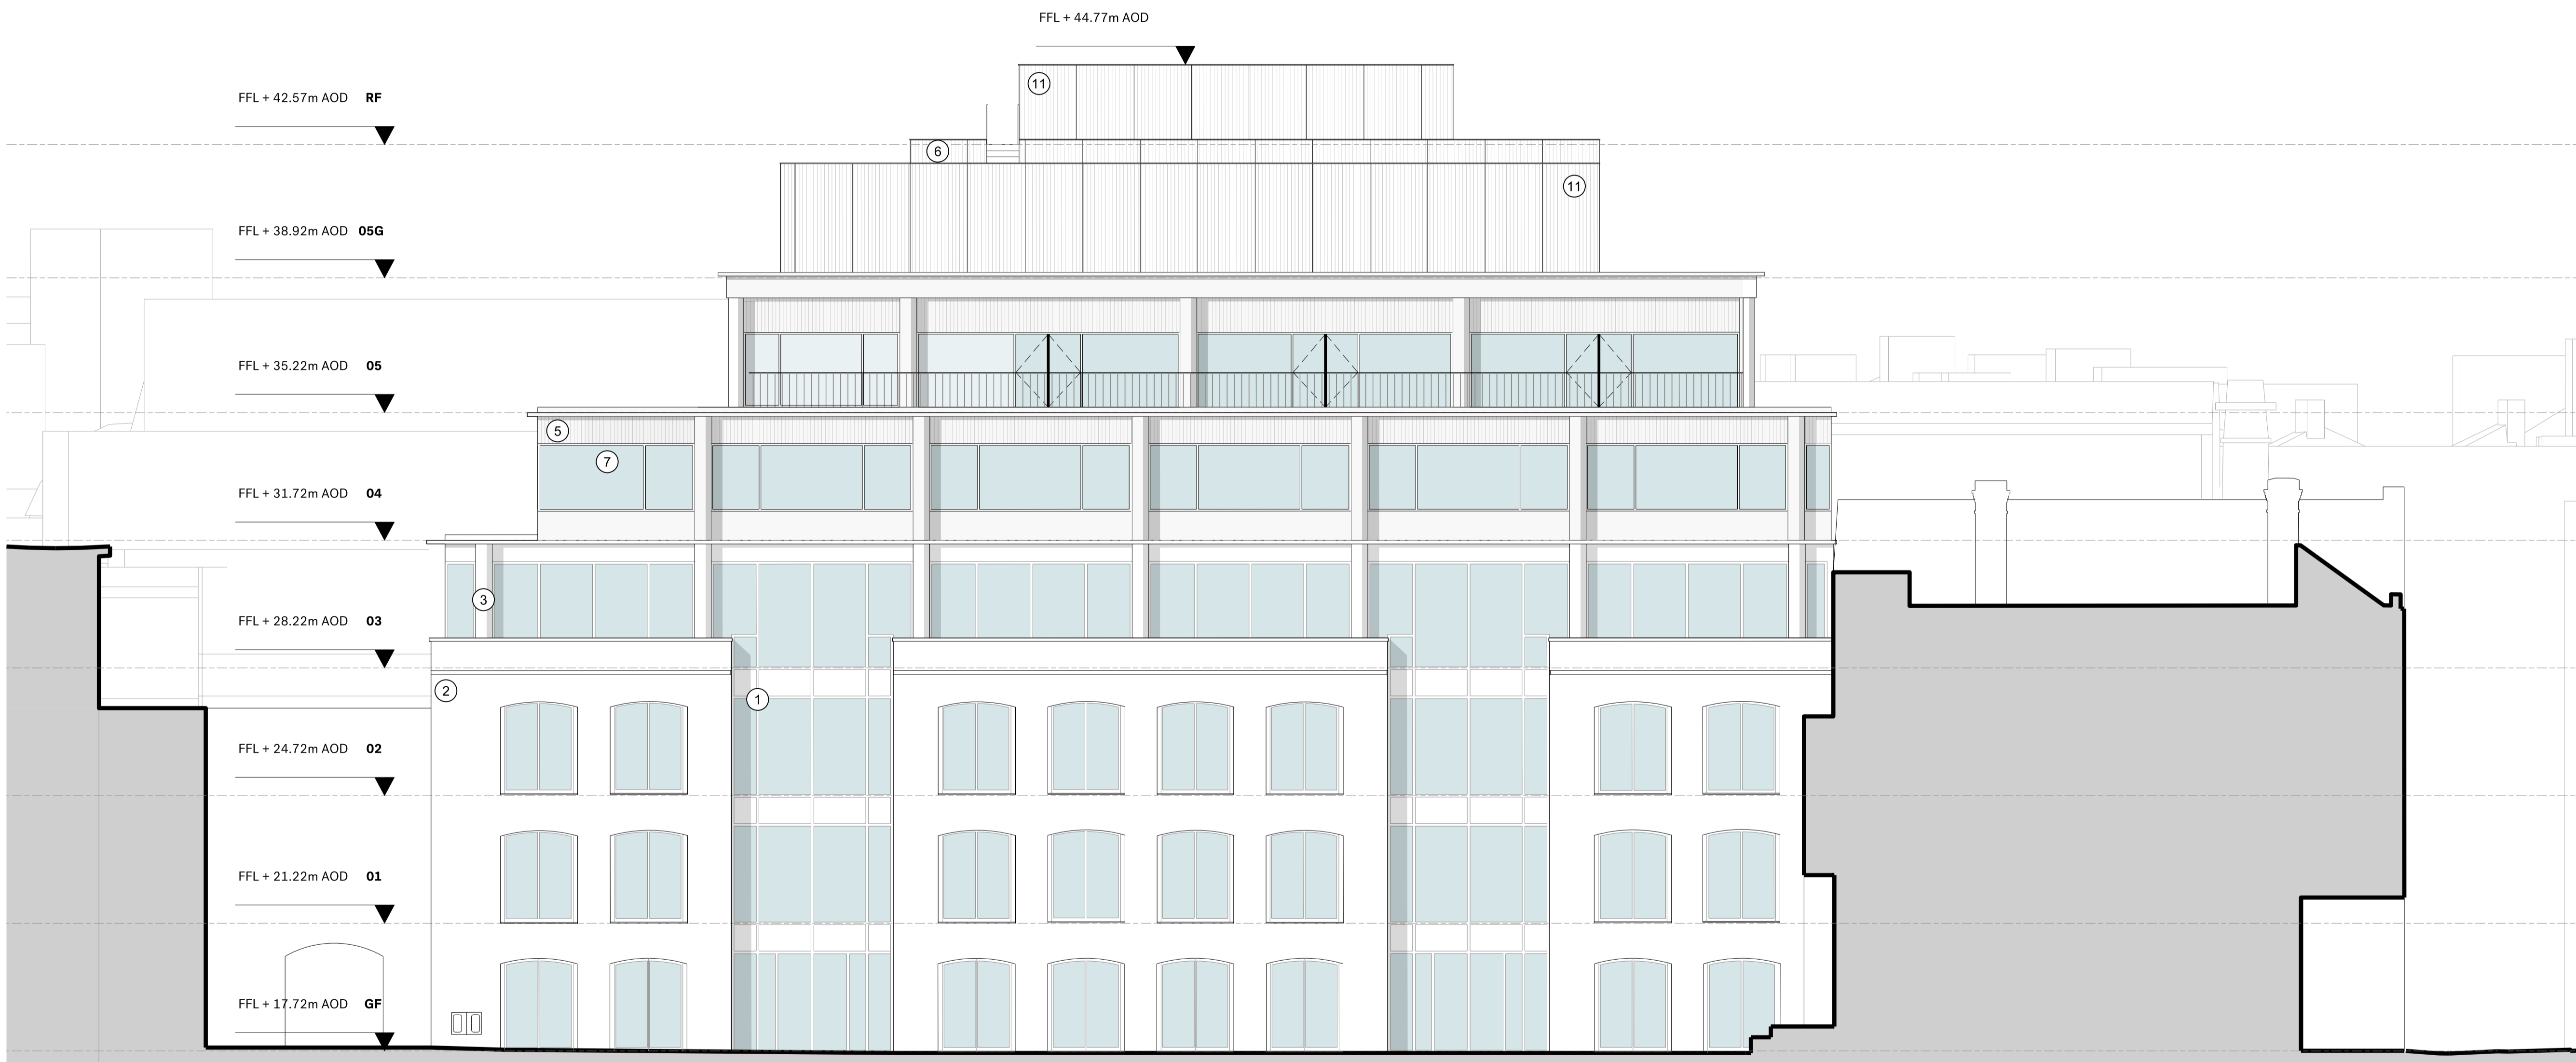 FFL + 44.77m AOD
11
FFL + 42.57m AOD RF
6
11
FFL + 38.92m AOD 05G
FFL + 35.22m AOD 05
5
7
FFL + 31.72m AOD 04
3
FFL + 28.22m AOD 03
2
1
FFL + 24.72m AOD 02
FFL + 21.22m AOD 01
FFL + 17.72m AOD GF